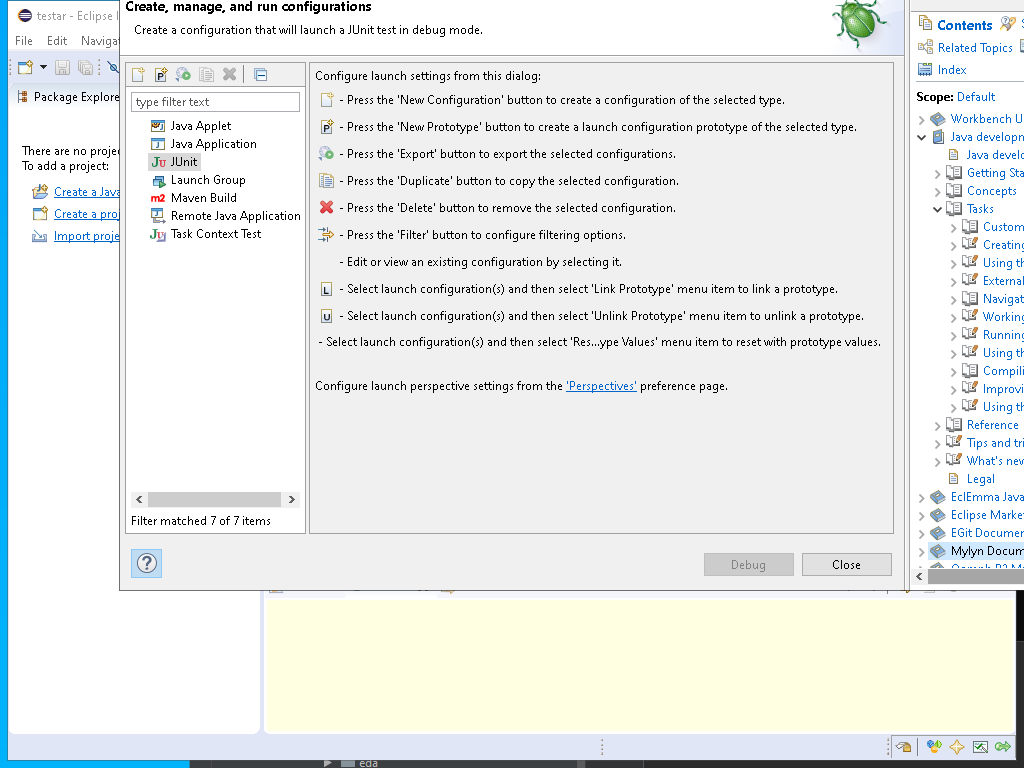 testar - Eclipse
File Edit Naviga
Package Explore
There are no proje
To add a project:
Create a Java
Create a proj
Import proje
Create, manage, and run configurations
Create a configuration that will launch a JUnit test in debug mode.
type filter text
Java Applet
Java Application
JUnit
Launch Group
Maven Build
Remote Java Application
Task Context Test
Filter matched 7 of 7 items
Configure launch settings from this dialog:
- Press the 'New Configuration' button to create a configuration of the selected type.
- Press the 'New Prototype' button to create a launch configuration prototype of the selected type.
- Press the 'Export' button to export the selected configurations.
- Press the 'Duplicate' button to copy the selected configuration.
- Press the 'Delete' button to remove the selected configuration.
- Press the 'Filter' button to configure filtering options.
- Edit or view an existing configuration by selecting it.
- Select launch configuration(s) and then select 'Link Prototype' menu item to link a prototype.
- Select launch configuration(s) and then select 'Unlink Prototype' menu item to unlink a prototype.
- Select launch configuration(s) and then select 'Res...ype Values' menu item to reset with prototype values.
Configure launch perspective settings from the 'Perspectives' preference page.
Debug Close
Contents
Related Topics
Index
Scope: Default
Workbench U
Java developn
Java develo
Getting Sta
Concepts
Tasks
Custom
Creating
Using th
External
Navigat
Working
Running
Using th
Compili
Improvi
Using th
Reference
Tips and tri
What's new
Legal
EclEmma Java
Eclipse Marke
EGit Documer
Mylyn Docum
eda